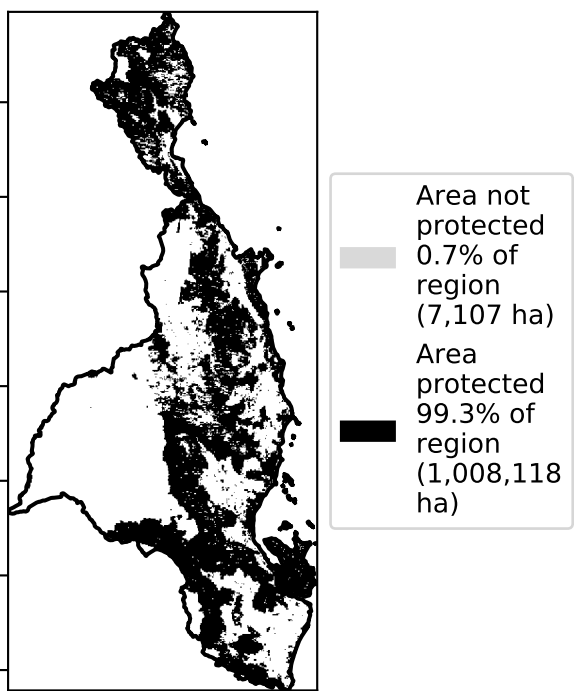 Area not
protected
0.7% of
region
(7,107 ha)
Area
protected
99.3% of
region
(1,008,118
ha)